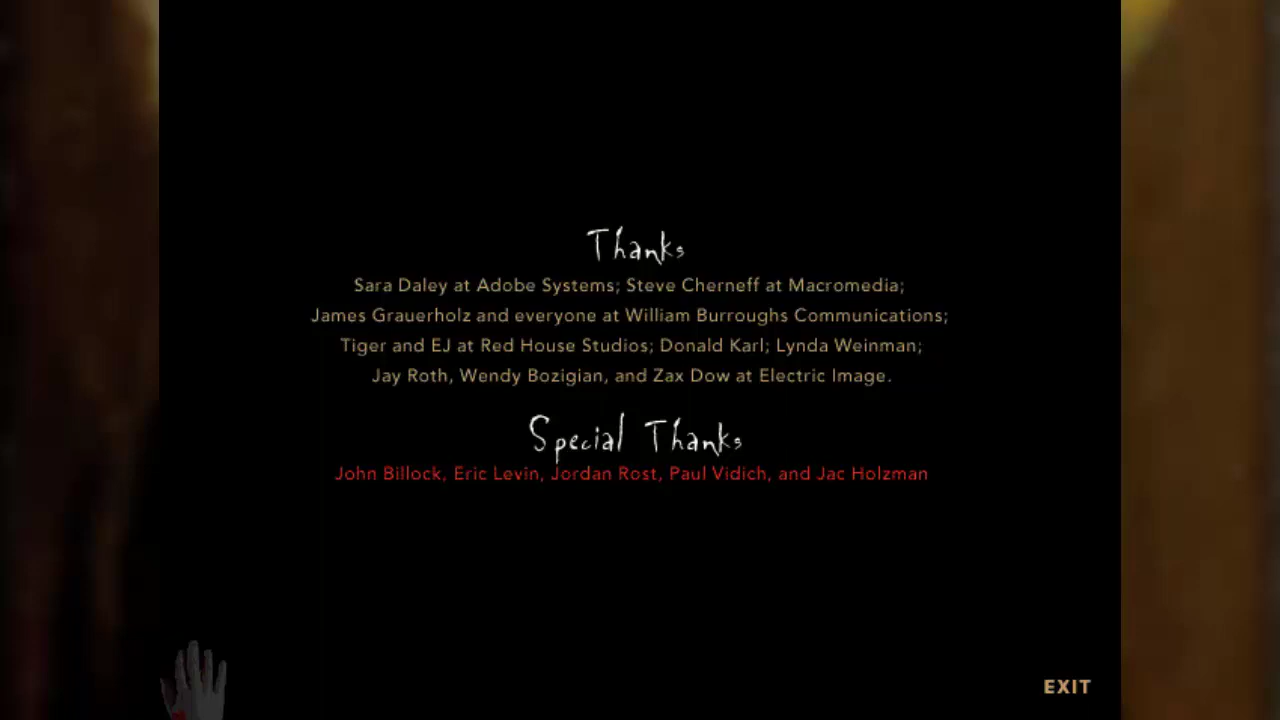 Thanks
Sara Daley at Adobe Systems; Steve Cherneff at Macromedia;
James Grauerholz and everyone at William Burroughs Communications;
Tiger and EJ at Red House Studios; Donald Karl; Lynda Weinman;
Jay Roth, Wendy Bozigian, and Zax Dow at Electric Image.
Special Thanks
John Billock, Eric Levin, Jordan Rost, Paul Vidich, and Jac Holzman
EXIT